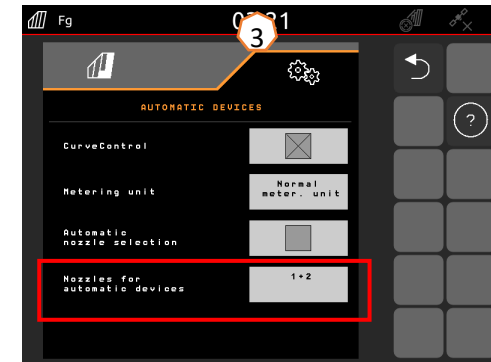 Fg
3
21
AUTOMATIC DEVICES
CurveControl
Metering unit
Normal
meter. unit
Automatic
nozzle selection
Nozzles for
automatic devices
1+2
?